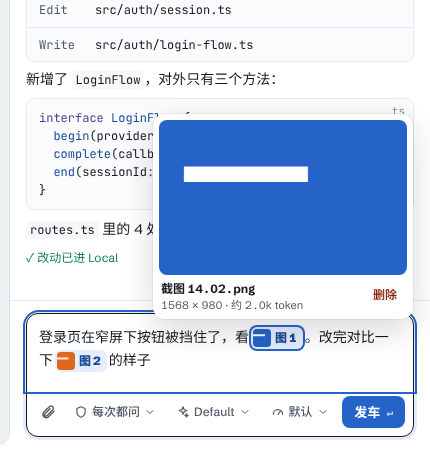 Edit src/auth/session.ts
Write src/auth/login-flow.ts
新增了 LoginFlow，对外只有三个方法：
ts
interface
begin(provider
complete(callb
end(sessionId:
}
routes.ts 里的 4
✓ 改动已进 Local
截图 14.02.png
1568 × 980 · 约 2.0k token
删除
登录页在窄屏下按钮被挡住了，看 图1 。改完对比一
下 图2 的样子
每次都问 Default 默认 发车 ↵